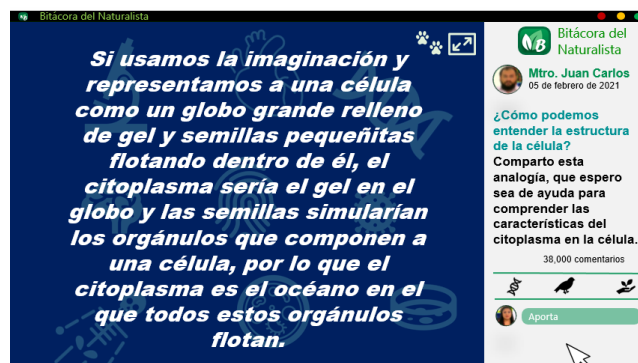 Bitácora del Naturalista
Si usamos la imaginación y
representamos a una célula
como un globo grande relleno
de gel y semillas pequeñitas
flotando dentro de él, el
citoplasma sería el gel en el
globo y las semillas simularían
los orgánulos que componen a
una célula, por lo que el
citoplasma es el océano en el
que todos estos orgánulos
flotan.
B
Bitácora del
Naturalista
Mtro. Juan Carlos
05 de febrero de 2021
¿Cómo podemos
entender la estructura
de la célula?
Comparto esta
analogía, que espero
sea de ayuda para
comprender las
características del
citoplasma en la célula.
38,000 comentarios
Aporta